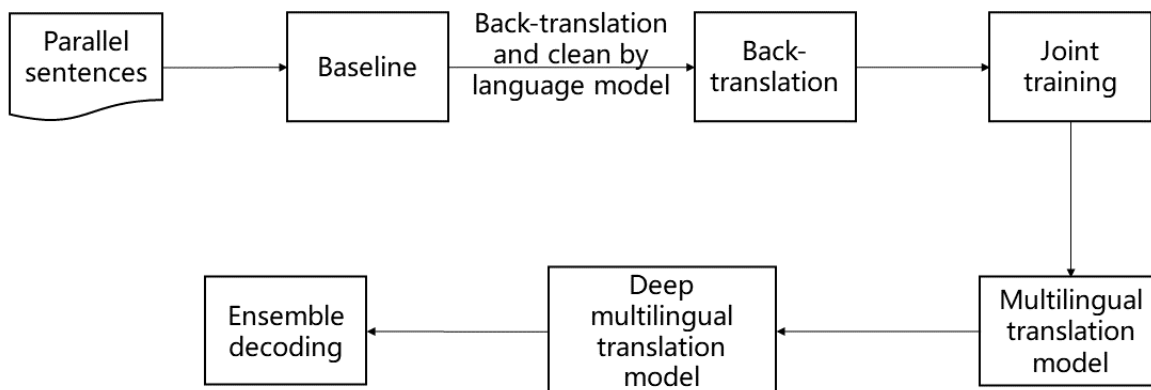 Parallel
sentences
Baseline
Back-translation
and clean by
language model
Back-
translation
Joint
training
Multilingual
translation
model
Deep
multilingual
translation
model
Ensemble
decoding